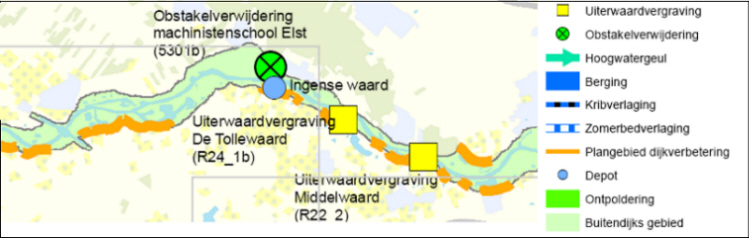 Obstakelverwijdering
machinistenschool Elst
(5301b)
Ingense waard
Uiterwaardvergraving
De Tollewaard
(R24_1b)
Uiterwaardvergraving
Middelwaard
(R22_2)
Uiterwaardvergraving
Obstakelverwijdering
Hoogwatergeul
Berging
Kribverlaging
Zomerbedverlaging
Plangebied dijkverbetering
Depot
Ontpoldering
Buitendijks gebied